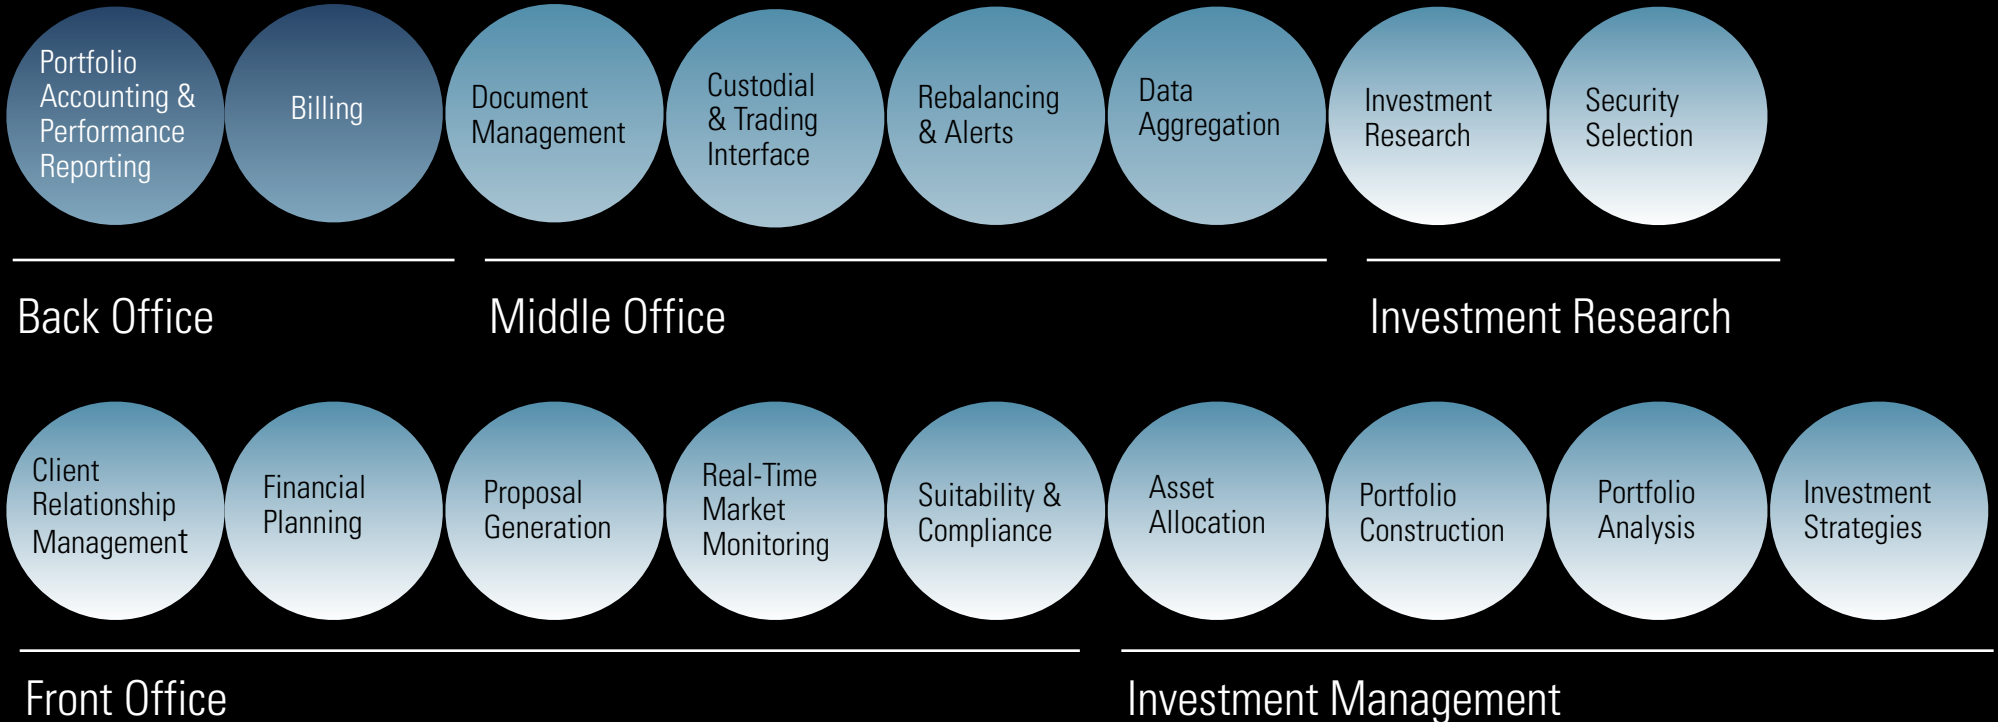 Portfolio
Accounting &
Performance
Reporting
Billing
Document
Management
Custodial
& Trading
Interface
Rebalancing
& Alerts
Data
Aggregation
Investment
Research
Security
Selection
Back Office
Middle Office
Investment Research
Client
Relationship
Management
Financial
Planning
Proposal
Generation
Real-Time
Market
Monitoring
Suitability &
Compliance
Asset
Allocation
Portfolio
Construction
Portfolio
Analysis
Investment
Strategies
Front Office
Investment Management